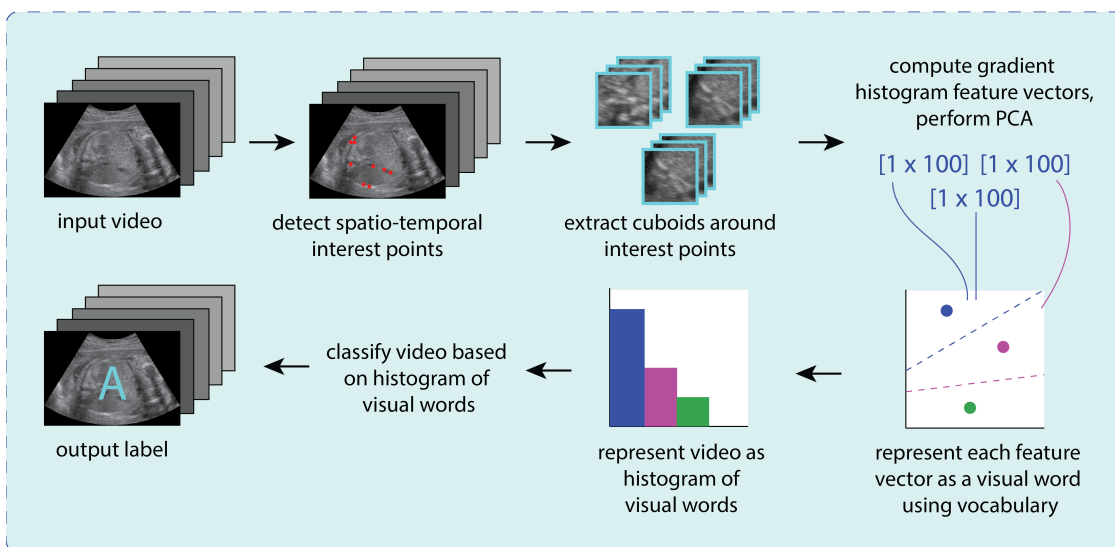 input video
detect spatio-temporal
interest points
extract cuboids around
interest points
compute gradient
histogram feature vectors,
perform PCA
[1 x 100] [1 x 100]
[1 x 100]
represent each feature
vector as a visual word
using vocabulary
represent video as
histogram of
visual words
classify video based
on histogram of
visual words
A
output label